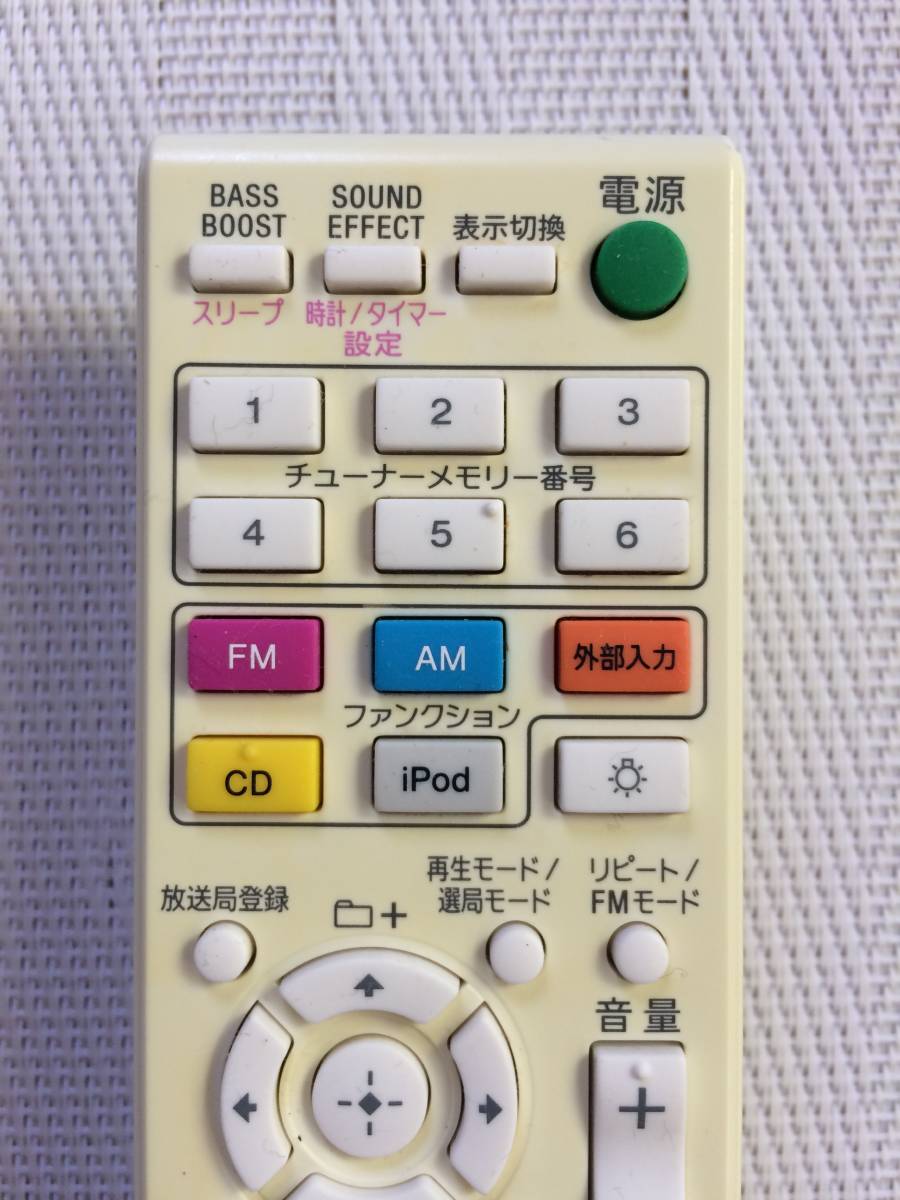 BASS
BOOST
SOUND
EFFECT
表示切換
電源
スリープ
時計/タイマー
設定
1
2
3
チューナーメモリー番号
4
5
6
FM
AM
外部入力
ファンクション
CD
iPod
放送局登録
+
再生モード/
選局モード
リピート/
FMモード
音量
+